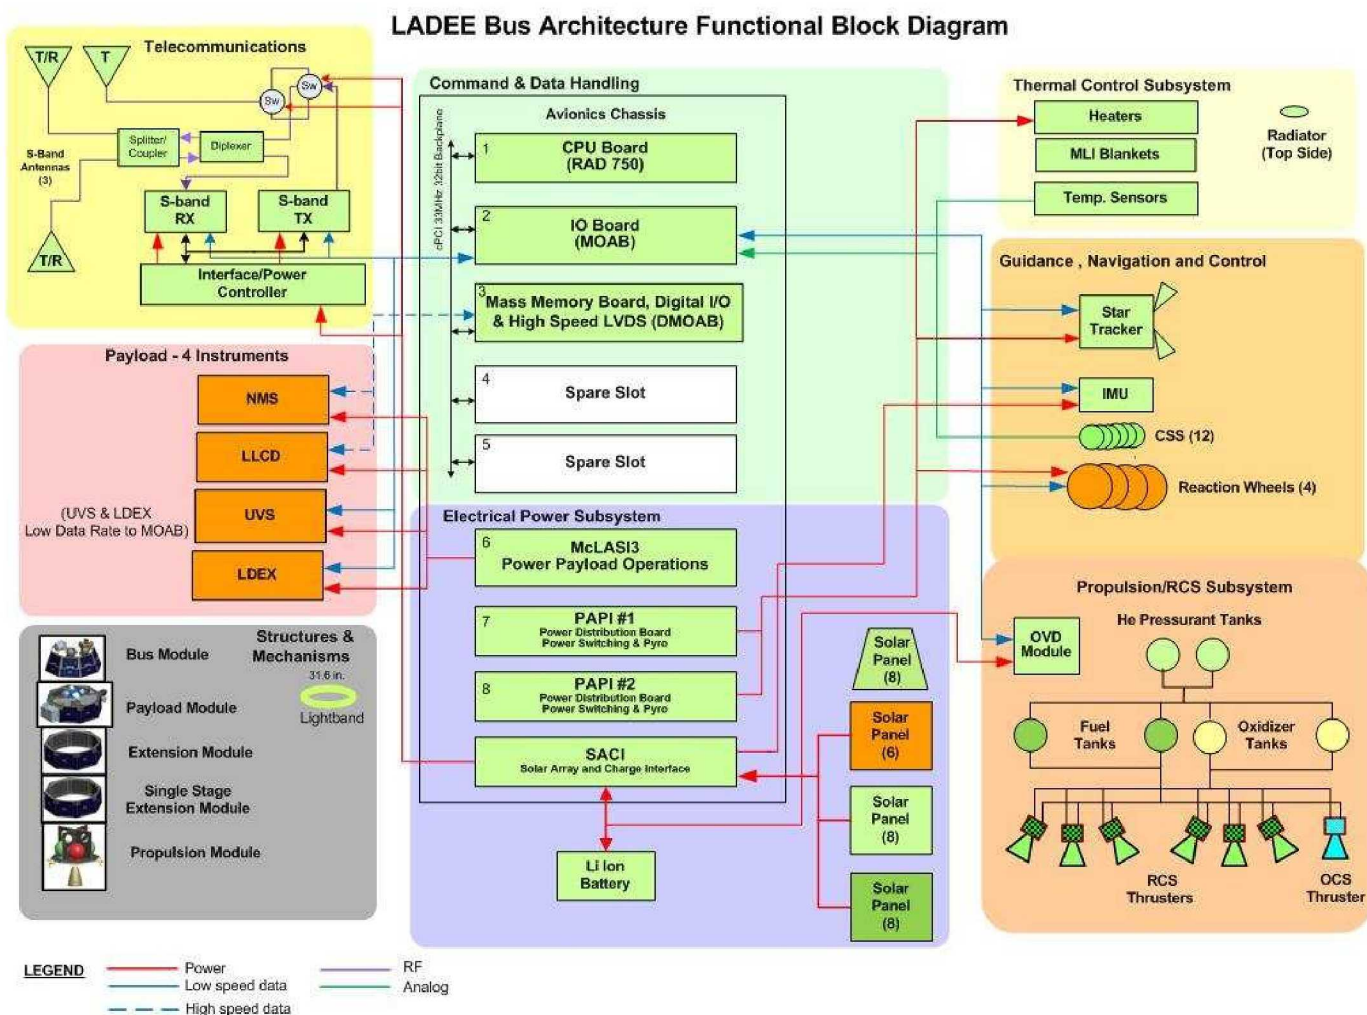 LADEE Bus Architecture Functional Block Diagram
Telecommunications
T/R
T
Sw
Sw
Splitter/
Coupler
Diplexer
S-Band
Antennas
(3)
S-band
RX
S-band
TX
T/R
Interface/Power
Controller
Payload - 4 Instruments
NMS
LLCD
UVS
(UVS & LDEX
Low Data Rate to MOAB)
LDEX
Structures &
Mechanisms
31.6 in.
Lightband
Bus Module
Payload Module
Extension Module
Single Stage
Extension Module
Propulsion Module
Command & Data Handling
Avionics Chassis
cPCI 33MHz 32bit Backplane
1
CPU Board
(RAD 750)
2
IO Board
(MOAB)
3
Mass Memory Board, Digital I/O
& High Speed LVDS (DMOAB)
4
Spare Slot
5
Spare Slot
Electrical Power Subsystem
6
McLASI3
Power Payload Operations
7
PAPI #1
Power Distribution Board
Power Switching & Pyro
8
PAPI #2
Power Distribution Board
Power Switching & Pyro
SACI
Solar Array and Charge Interface
Li Ion
Battery
Solar
Panel
(8)
Solar
Panel
(6)
Solar
Panel
(8)
Solar
Panel
(8)
Thermal Control Subsystem
Heaters
MLI Blankets
Temp. Sensors
Radiator
(Top Side)
Guidance , Navigation and Control
Star
Tracker
IMU
CSS (12)
Reaction Wheels (4)
Propulsion/RCS Subsystem
OVD
Module
He Pressurant Tanks
Fuel
Tanks
Oxidizer
Tanks
RCS
Thrusters
OCS
Thruster
LEGEND
Power
Low speed data
High speed data
RF
Analog